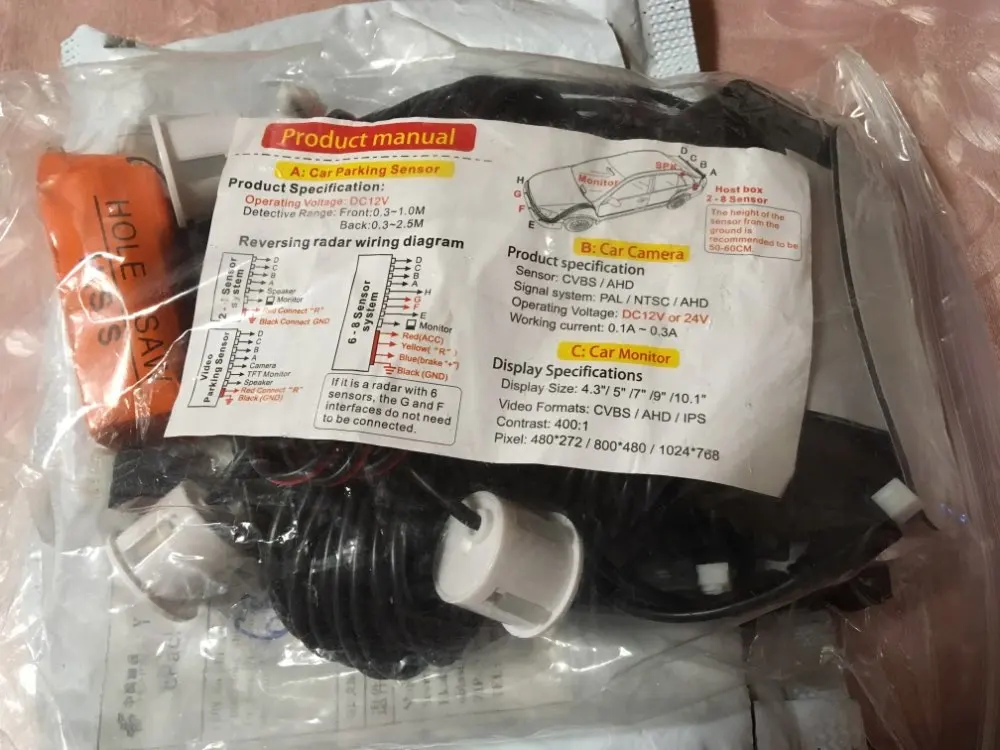 Product manual
A: Car Parking Sensor
Product Specification:
Operating Voltage: DC12V
Detective Range: Front:0.3~1.0M
Back:0.3~2.5M
Reversing radar wiring diagram
system
Sensor
D
C
B
A
Speaker
Monitor
Red Connect "R"
Black Connect GND
6 - 8 Sensor
system
D
C
B
A
H
G
F
E
Monitor
Red(ACC)
Yellow( "R" )
Blue(brake "+")
Black (GND)
Video
Parking Sensor
D
C
B
A
Camera
TFT Monitor
Speaker
Red Connect "R"
Black (GND)
If it is a radar with 6
sensors, the G and F
interfaces do not need
to be connected.
D
C
B
A
SPK
Monitor
H
G
F
E
Host box
2 - 8 Sensor
The height of the
sensor from the
ground is
recommended to be
50-60CM.
B: Car Camera
Product specification
Sensor: CVBS / AHD
Signal system: PAL / NTSC / AHD
Operating Voltage: DC12V or 24V
Working current: 0.1A ~ 0.3A
C: Car Monitor
Display Specifications
Display Size: 4.3"/ 5" /7" /9" /10.1"
Video Formats: CVBS / AHD / IPS
Contrast: 400:1
Pixel: 480*272 / 800*480 / 1024*768
HOLE SAW